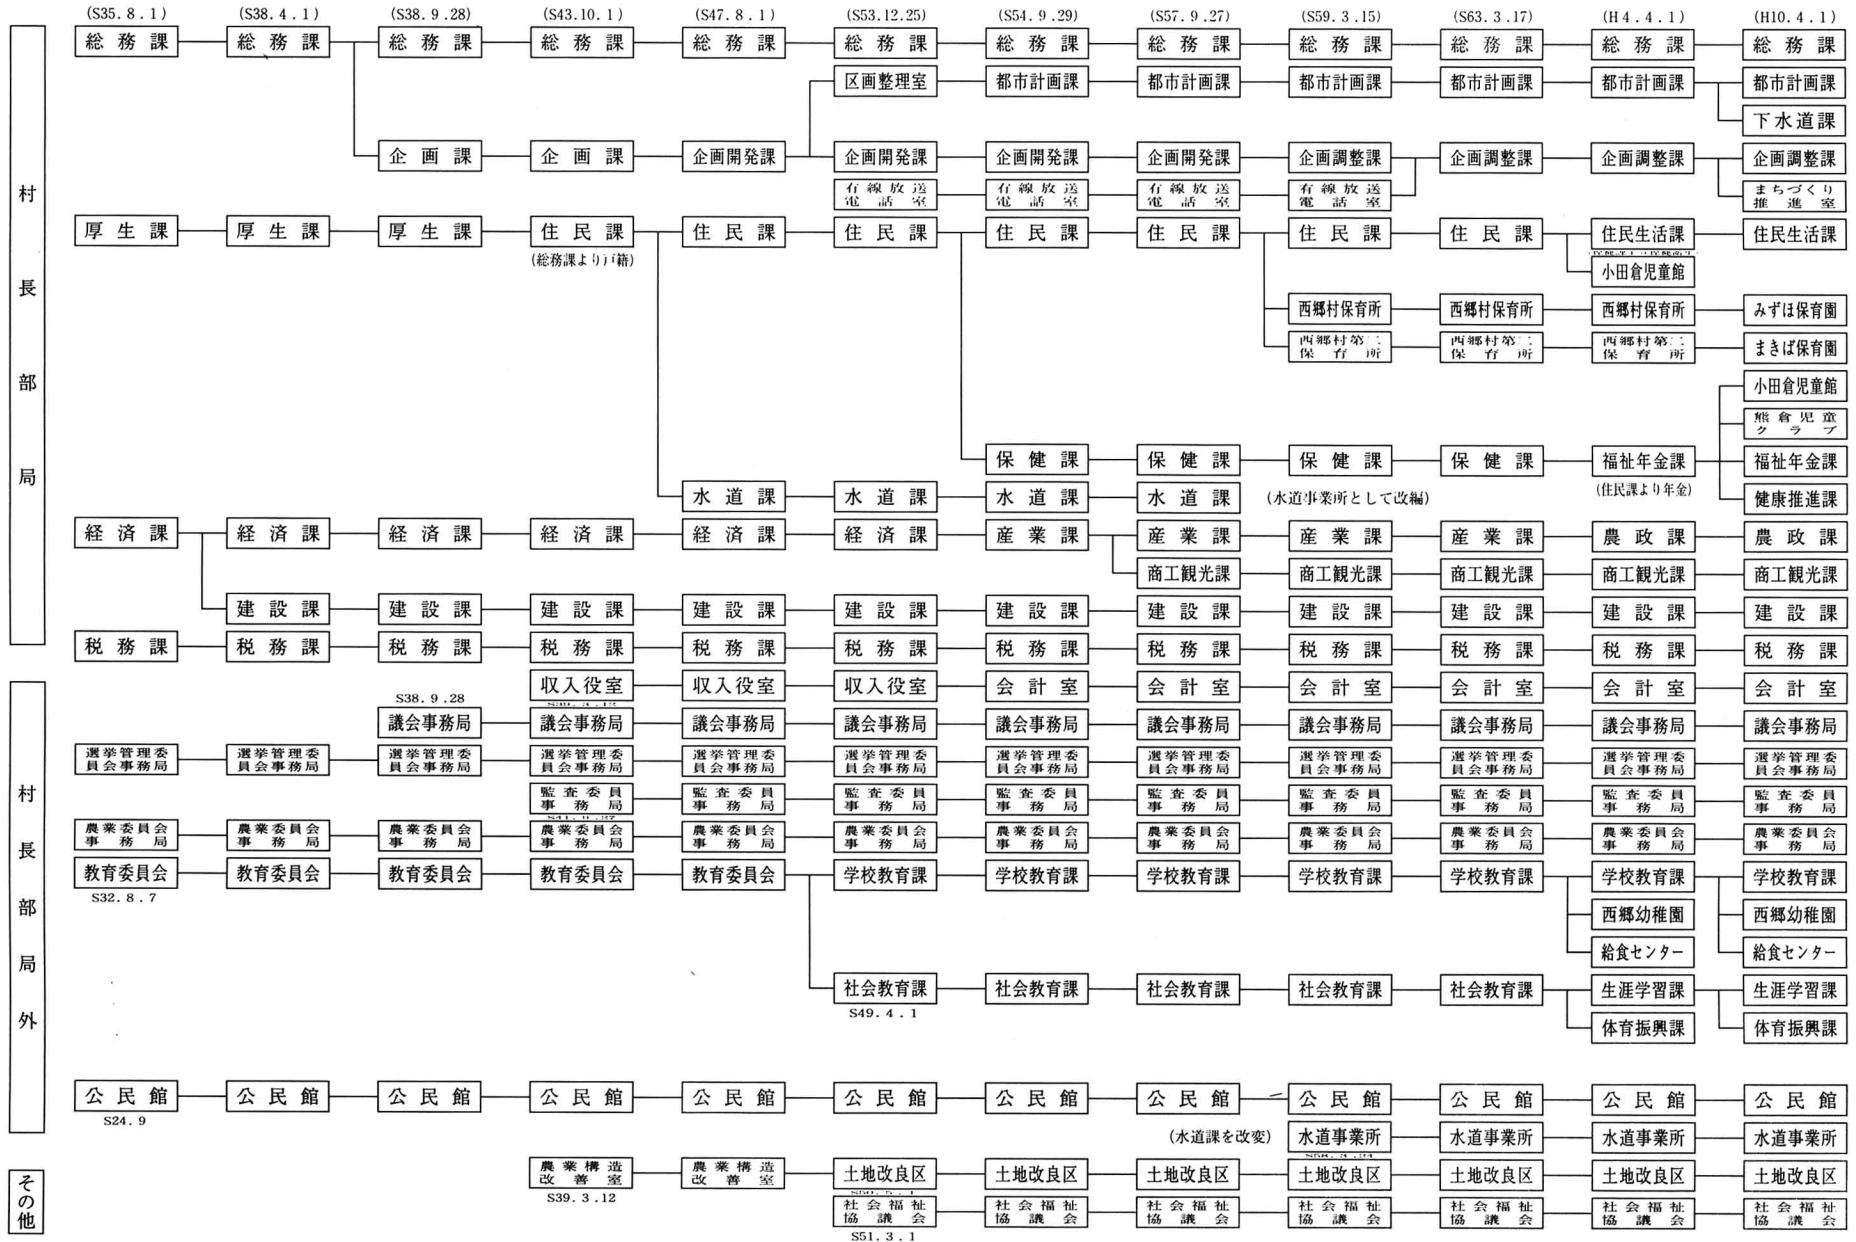 (S35.8.1) (S38.4.1) (S38.9.28) (S43.10.1) (S47.8.1) (S53.12.25) (S54.9.29) (S57.9.27) (S59.3.15) (S63.3.17) (H4.4.1) (H10.4.1)
村長部局
総務課 総務課 総務課 総務課 総務課 総務課 総務課 総務課 総務課 総務課 総務課 総務課
区画整理室 都市計画課 都市計画課 都市計画課 都市計画課 都市計画課 都市計画課
下水道課
企画課 企画課 企画開発課 企画開発課 企画開発課 企画開発課 企画調整課 企画調整課 企画調整課 企画調整課
有線放送電話室 有線放送電話室 有線放送電話室 有線放送電話室 まちづくり推進室
厚生課 厚生課 厚生課 住民課 住民課 住民課 住民課 住民課 住民課 住民課 住民生活課 住民生活課
(総務課より戸籍)
小田倉児童館
西郷村保育所 西郷村保育所 西郷村保育所 みずほ保育園
西郷村第二保育所 西郷村第二保育所 西郷村第二保育所 まきば保育園
小田倉児童館
熊倉児童クラブ
保健課 保健課 保健課 保健課 福祉年金課 福祉年金課
(住民課より年金)
水道課 水道課 水道課 水道課 (水道事業所として改編) 健康推進課
経済課 経済課 経済課 経済課 経済課 経済課 産業課 産業課 産業課 産業課 農政課 農政課
商工観光課 商工観光課 商工観光課 商工観光課 商工観光課
建設課 建設課 建設課 建設課 建設課 建設課 建設課 建設課 建設課 建設課 建設課
税務課 税務課 税務課 税務課 税務課 税務課 税務課 税務課 税務課 税務課 税務課 税務課
村長部局外
収入役室 収入役室 収入役室 会計室 会計室 会計室 会計室 会計室 会計室
S38.9.28
議会事務局 議会事務局 議会事務局 議会事務局 議会事務局 議会事務局 議会事務局 議会事務局 議会事務局 議会事務局
選挙管理委員会事務局 選挙管理委員会事務局 選挙管理委員会事務局 選挙管理委員会事務局 選挙管理委員会事務局 選挙管理委員会事務局 選挙管理委員会事務局 選挙管理委員会事務局 選挙管理委員会事務局 選挙管理委員会事務局 選挙管理委員会事務局 選挙管理委員会事務局
監査委員事務局 監査委員事務局 監査委員事務局 監査委員事務局 監査委員事務局 監査委員事務局 監査委員事務局 監査委員事務局 監査委員事務局
農業委員会事務局 農業委員会事務局 農業委員会事務局 農業委員会事務局 農業委員会事務局 農業委員会事務局 農業委員会事務局 農業委員会事務局 農業委員会事務局 農業委員会事務局 農業委員会事務局 農業委員会事務局
教育委員会 教育委員会 教育委員会 教育委員会 教育委員会 学校教育課 学校教育課 学校教育課 学校教育課 学校教育課 学校教育課 学校教育課
S32.8.7
西郷幼稚園 西郷幼稚園
給食センター 給食センター
社会教育課 社会教育課 社会教育課 社会教育課 社会教育課 生涯学習課 生涯学習課
S49.4.1
体育振興課 体育振興課
公民館 公民館 公民館 公民館 公民館 公民館 公民館 公民館 公民館 公民館 公民館 公民館
S24.9
(水道課を改変) 水道事業所 水道事業所 水道事業所 水道事業所
その他
農業構造改善室 農業構造改善室 土地改良区 土地改良区 土地改良区 土地改良区 土地改良区 土地改良区 土地改良区
S39.3.12
社会福祉協議会 社会福祉協議会 社会福祉協議会 社会福祉協議会 社会福祉協議会 社会福祉協議会 社会福祉協議会
S51.3.1